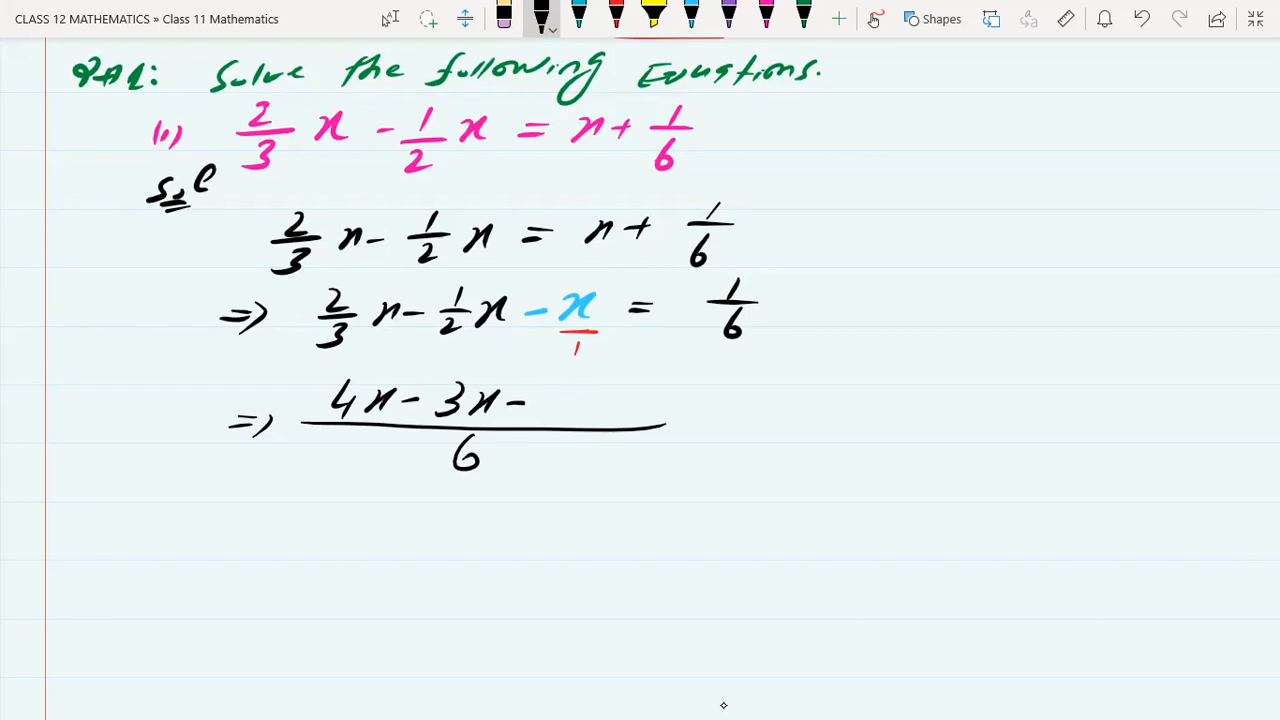 CLASS 12 MATHEMATICS » Class 11 Mathematics
Shapes
Solve the following Equations.
(1) 2/3 x - 1/2 x = x + 1/6
Sol
2/3 x - 1/2 x = x + 1/6
=> 2/3 x - 1/2 x - x/1 = 1/6
=> 4x - 3x -
6